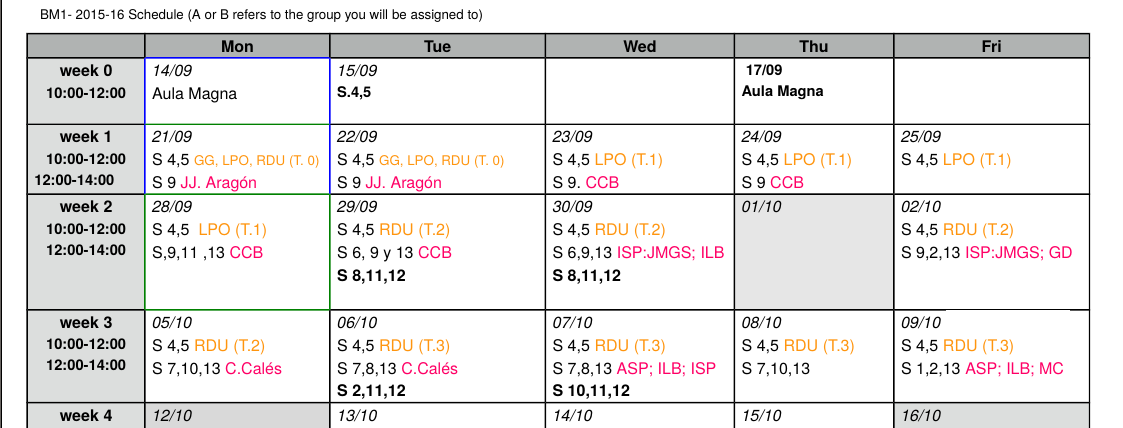 BM1- 2015-16 Schedule (A or B refers to the group you will be assigned to)
Mon Tue Wed Thu Fri
week 0 14/09 15/09 17/09
10:00-12:00 Aula Magna S.4,5 Aula Magna
week 1 21/09 22/09 23/09 24/09 25/09
10:00-12:00 S 4,5 GG, LPO, RDU (T. 0) S 4,5 GG, LPO, RDU (T. 0) S 4,5 LPO (T.1) S 4,5 LPO (T.1) S 4,5 LPO (T.1)
12:00-14:00 S 9 JJ. Aragón S 9 JJ. Aragón S 9. CCB S 9 CCB
week 2 28/09 29/09 30/09 01/10 02/10
10:00-12:00 S 4,5 LPO (T.1) S 4,5 RDU (T.2) S 4,5 RDU (T.2) S 4,5 RDU (T.2)
12:00-14:00 S,9,11 ,13 CCB S 6, 9 y 13 CCB S 6,9,13 ISP:JMGS; ILB S 9,2,13 ISP:JMGS; GD
S 8,11,12 S 8,11,12
week 3 05/10 06/10 07/10 08/10 09/10
10:00-12:00 S 4,5 RDU (T.2) S 4,5 RDU (T.3) S 4,5 RDU (T.3) S 4,5 RDU (T.3) S 4,5 RDU (T.3)
12:00-14:00 S 7,10,13 C.Calés S 7,8,13 C.Calés S 7,8,13 ASP; ILB; ISP S 7,10,13 S 1,2,13 ASP; ILB; MC
S 2,11,12 S 10,11,12
week 4 12/10 13/10 14/10 15/10 16/10